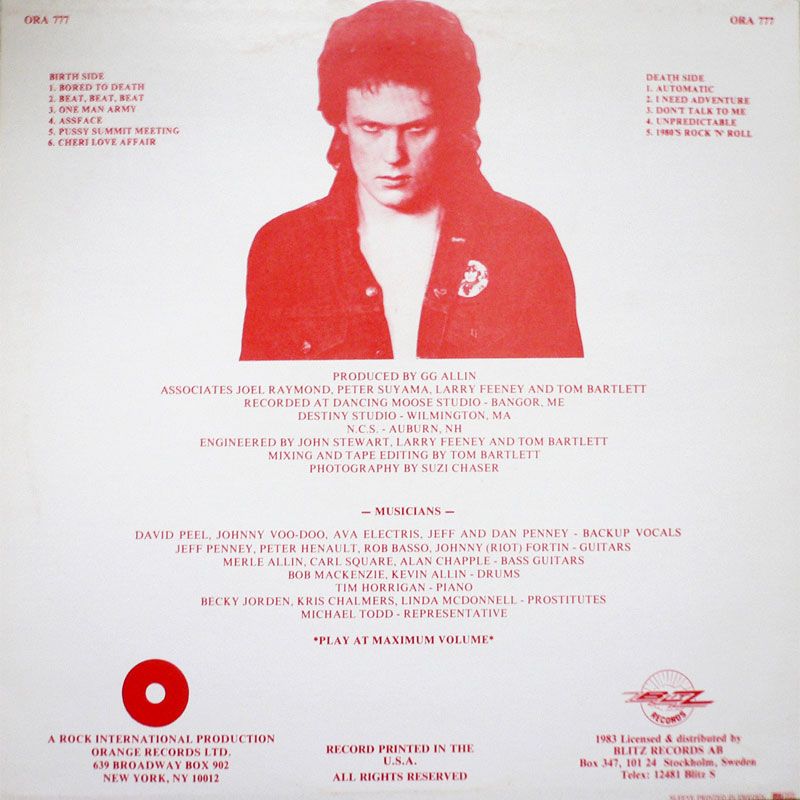 ORA 777
ORA 777
BIRTH SIDE
1. BORED TO DEATH
2. BEAT, BEAT, BEAT
3. ONE MAN ARMY
4. ASSFACE
5. PUSSY SUMMIT MEETING
6. CHERI LOVE AFFAIR
DEATH SIDE
1. AUTOMATIC
2. I NEED ADVENTURE
3. DON'T TALK TO ME
4. UNPREDICTABLE
5. 1980'S ROCK 'N' ROLL
PRODUCED BY GG ALLIN
ASSOCIATES JOEL RAYMOND, PETER SUYAMA, LARRY FEENEY AND TOM BARTLETT
RECORDED AT DANCING MOOSE STUDIO - BANGOR, ME
DESTINY STUDIO - WILMINGTON, MA
N.C.S. - AUBURN, NH
ENGINEERED BY JOHN STEWART, LARRY FEENEY AND TOM BARTLETT
MIXING AND TAPE EDITING BY TOM BARTLETT
PHOTOGRAPHY BY SUZI CHASER
— MUSICIANS —
DAVID PEEL, JOHNNY VOO-DOO, AVA ELECTRIS, JEFF AND DAN PENNEY - BACKUP VOCALS
JEFF PENNEY, PETER HENAULT, ROB BASSO, JOHNNY (RIOT) FORTIN - GUITARS
MERLE ALLIN, CARL SQUARE, ALAN CHAPPLE - BASS GUITARS
BOB MACKENZIE, KEVIN ALLIN - DRUMS
TIM HORRIGAN - PIANO
BECKY JORDEN, KRIS CHALMERS, LINDA MCDONNELL - PROSTITUTES
MICHAEL TODD - REPRESENTATIVE
*PLAY AT MAXIMUM VOLUME*
A ROCK INTERNATIONAL PRODUCTION
ORANGE RECORDS LTD.
639 BROADWAY BOX 902
NEW YORK, NY 10012
RECORD PRINTED IN THE
U.S.A.
ALL RIGHTS RESERVED
BLITZ
RECORDS
1983 Licensed & distributed by
BLITZ RECORDS AB
Box 347, 101 24 Stockholm, Sweden
Telex: 12481 Blitz S
SLEEVE PRINTED IN SWEDEN